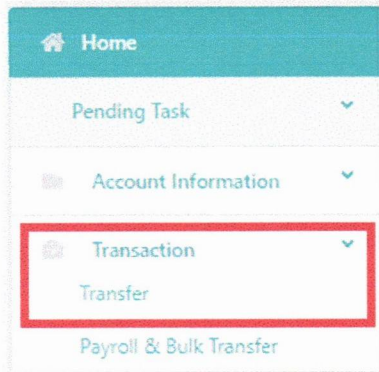 Home
Pending Task
Account Information
Transaction
Transfer
Payroll & Bulk Transfer